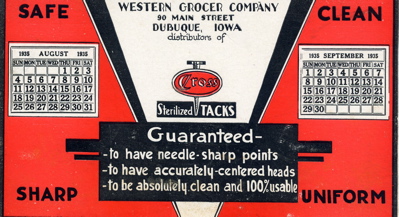 SAFE
WESTERN GROCER COMPANY
90 MAIN STREET
DUBUQUE, IOWA
distributors of
CLEAN
1935 AUGUST 1935
SUN MON TUE WED THU FRI SAT
1 2 3
4 5 6 7 8 9 10
11 12 13 14 15 16 17
18 19 20 21 22 23 24
25 26 27 28 29 30 31
1935 SEPTEMBER 1935
SUN MON TUE WED THU FRI SAT
1 2 3 4 5 6 7
8 9 10 11 12 13 14
15 16 17 18 19 20 21
22 23 24 25 26 27 28
29 30
CROSS
Sterilized TACKS
Guaranteed-
-to have needle-sharp points
-to have accurately-centered heads
-to be absolutely clean and 100% usable
SHARP
UNIFORM